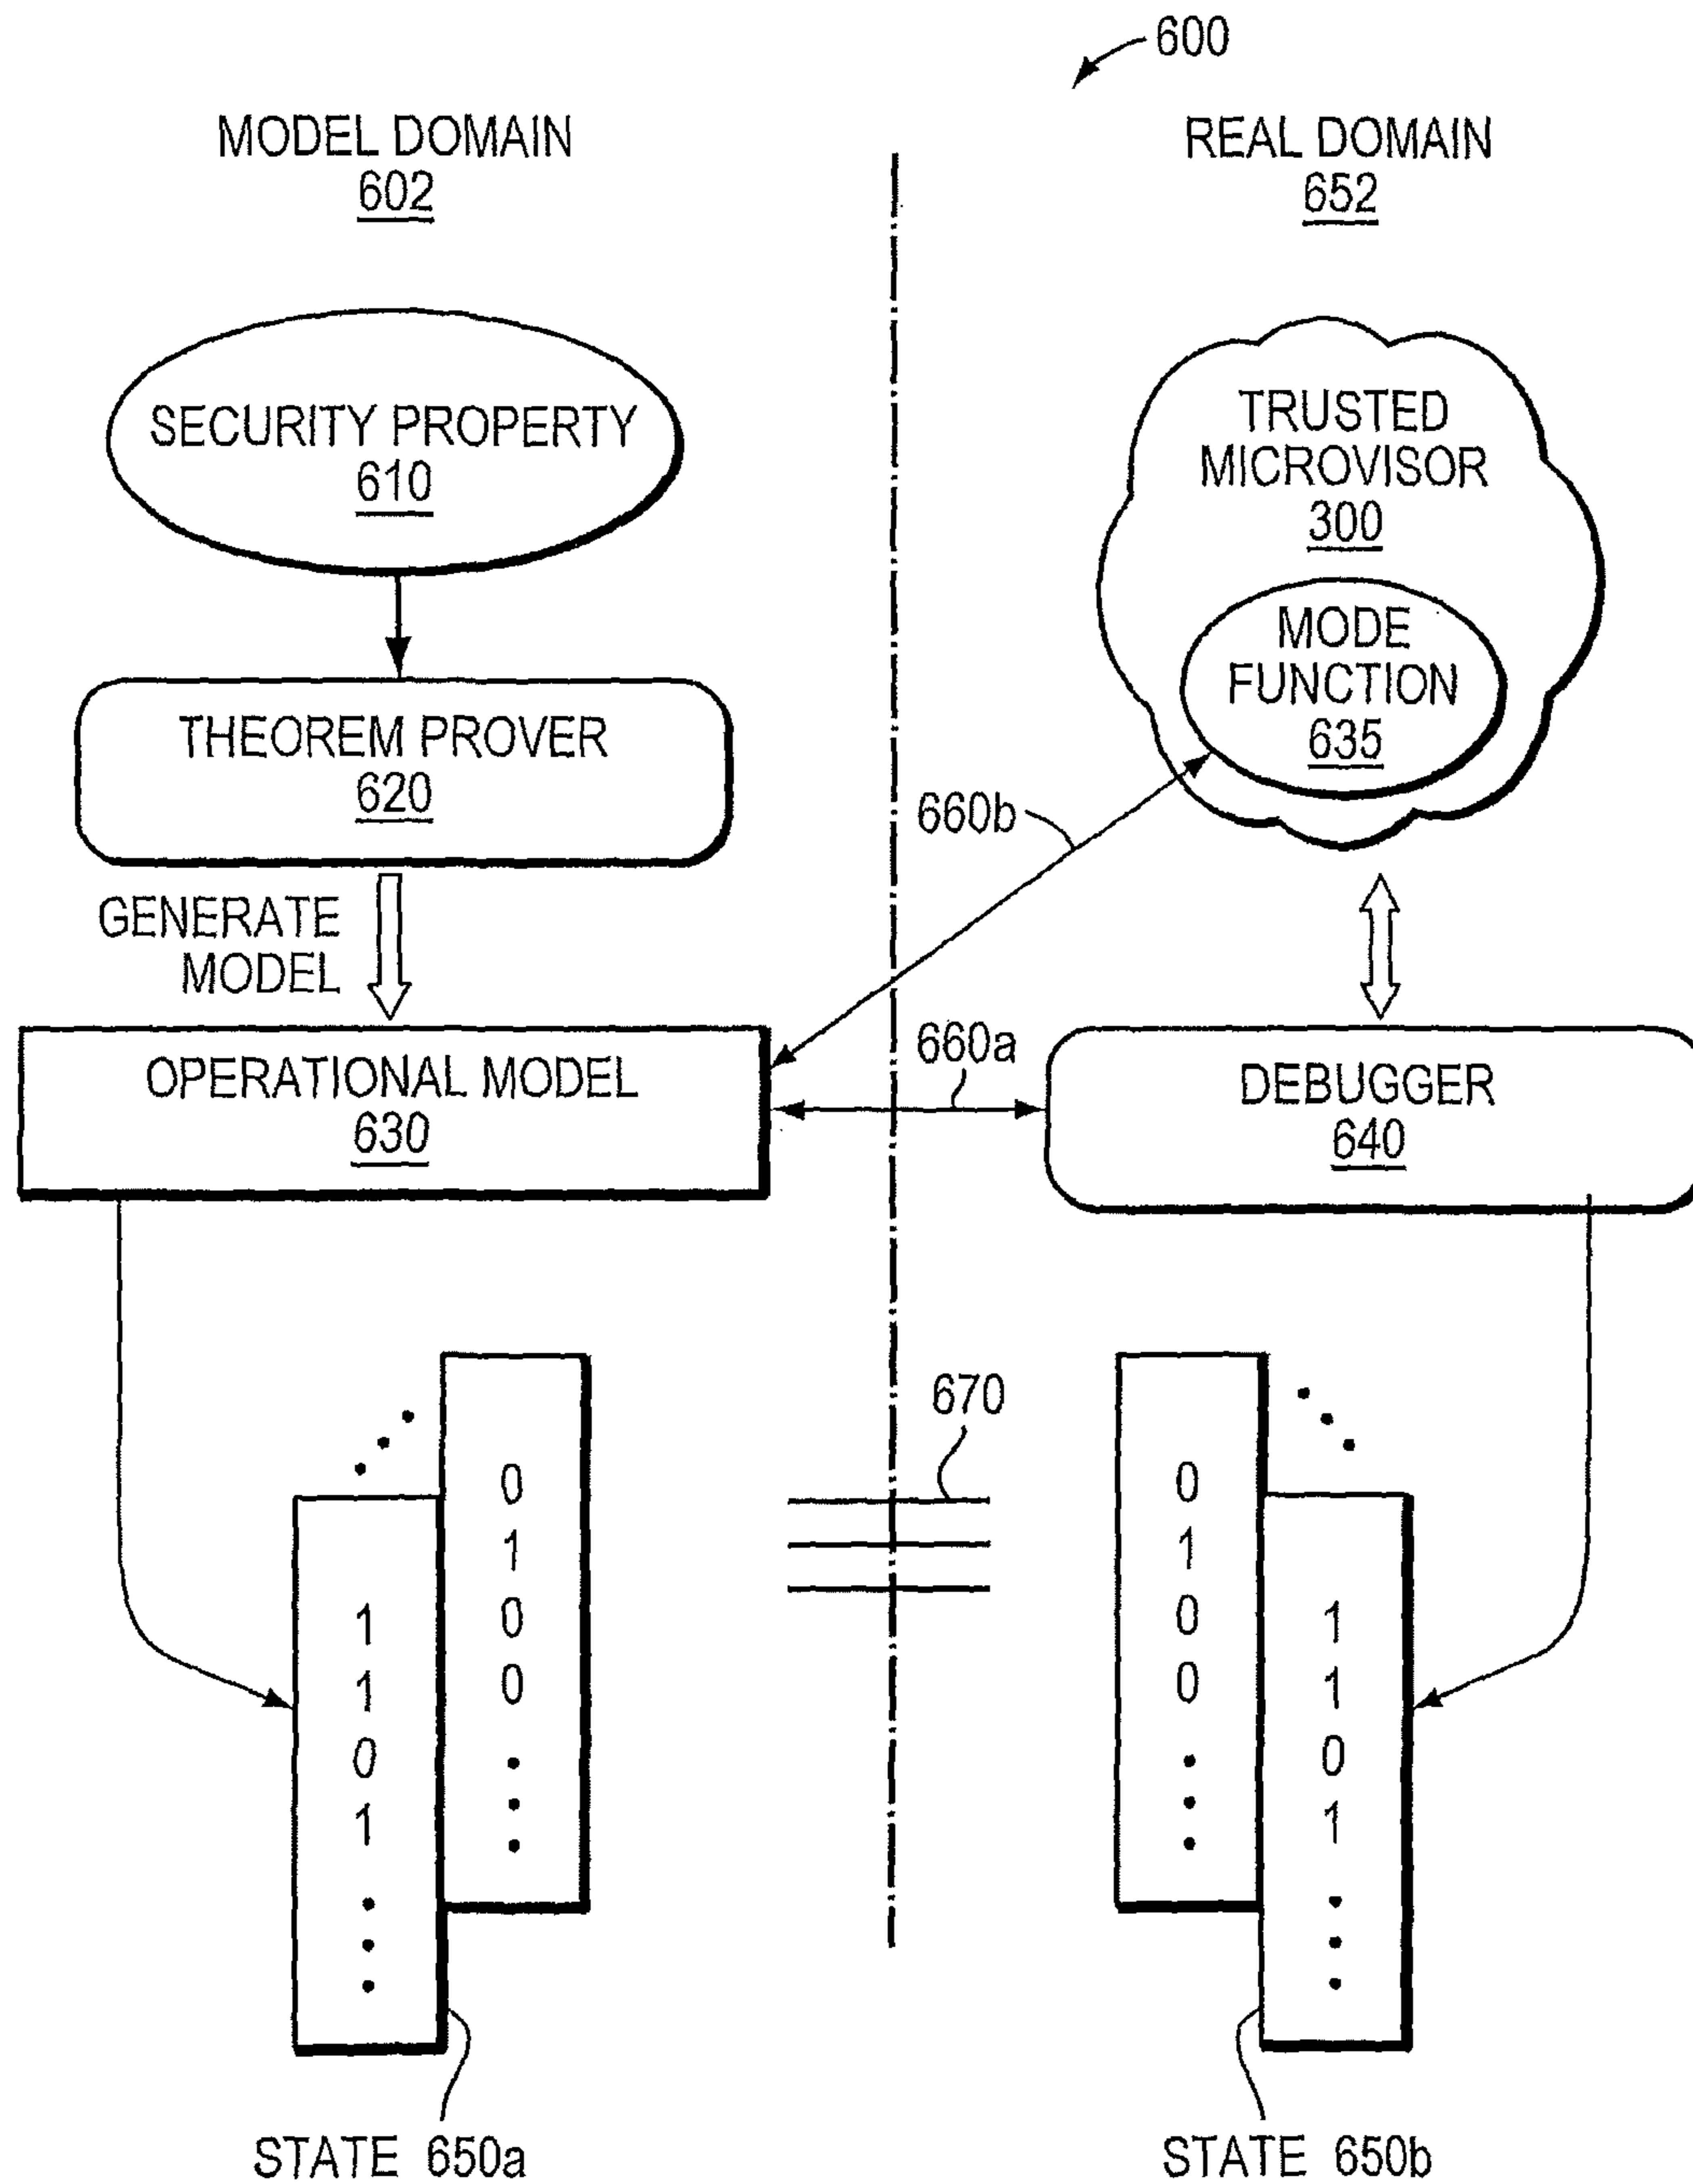 600
MODEL DOMAIN
602
REAL DOMAIN
652
SECURITY PROPERTY
610
TRUSTED
MICROVISOR
300
MODE
FUNCTION
635
THEOREM PROVER
620
660b
GENERATE
MODEL
OPERATIONAL MODEL
630
660a
DEBUGGER
640
670
1
1
0
1
0
1
0
0
0
1
0
0
1
1
0
1
STATE 650a
STATE 650b